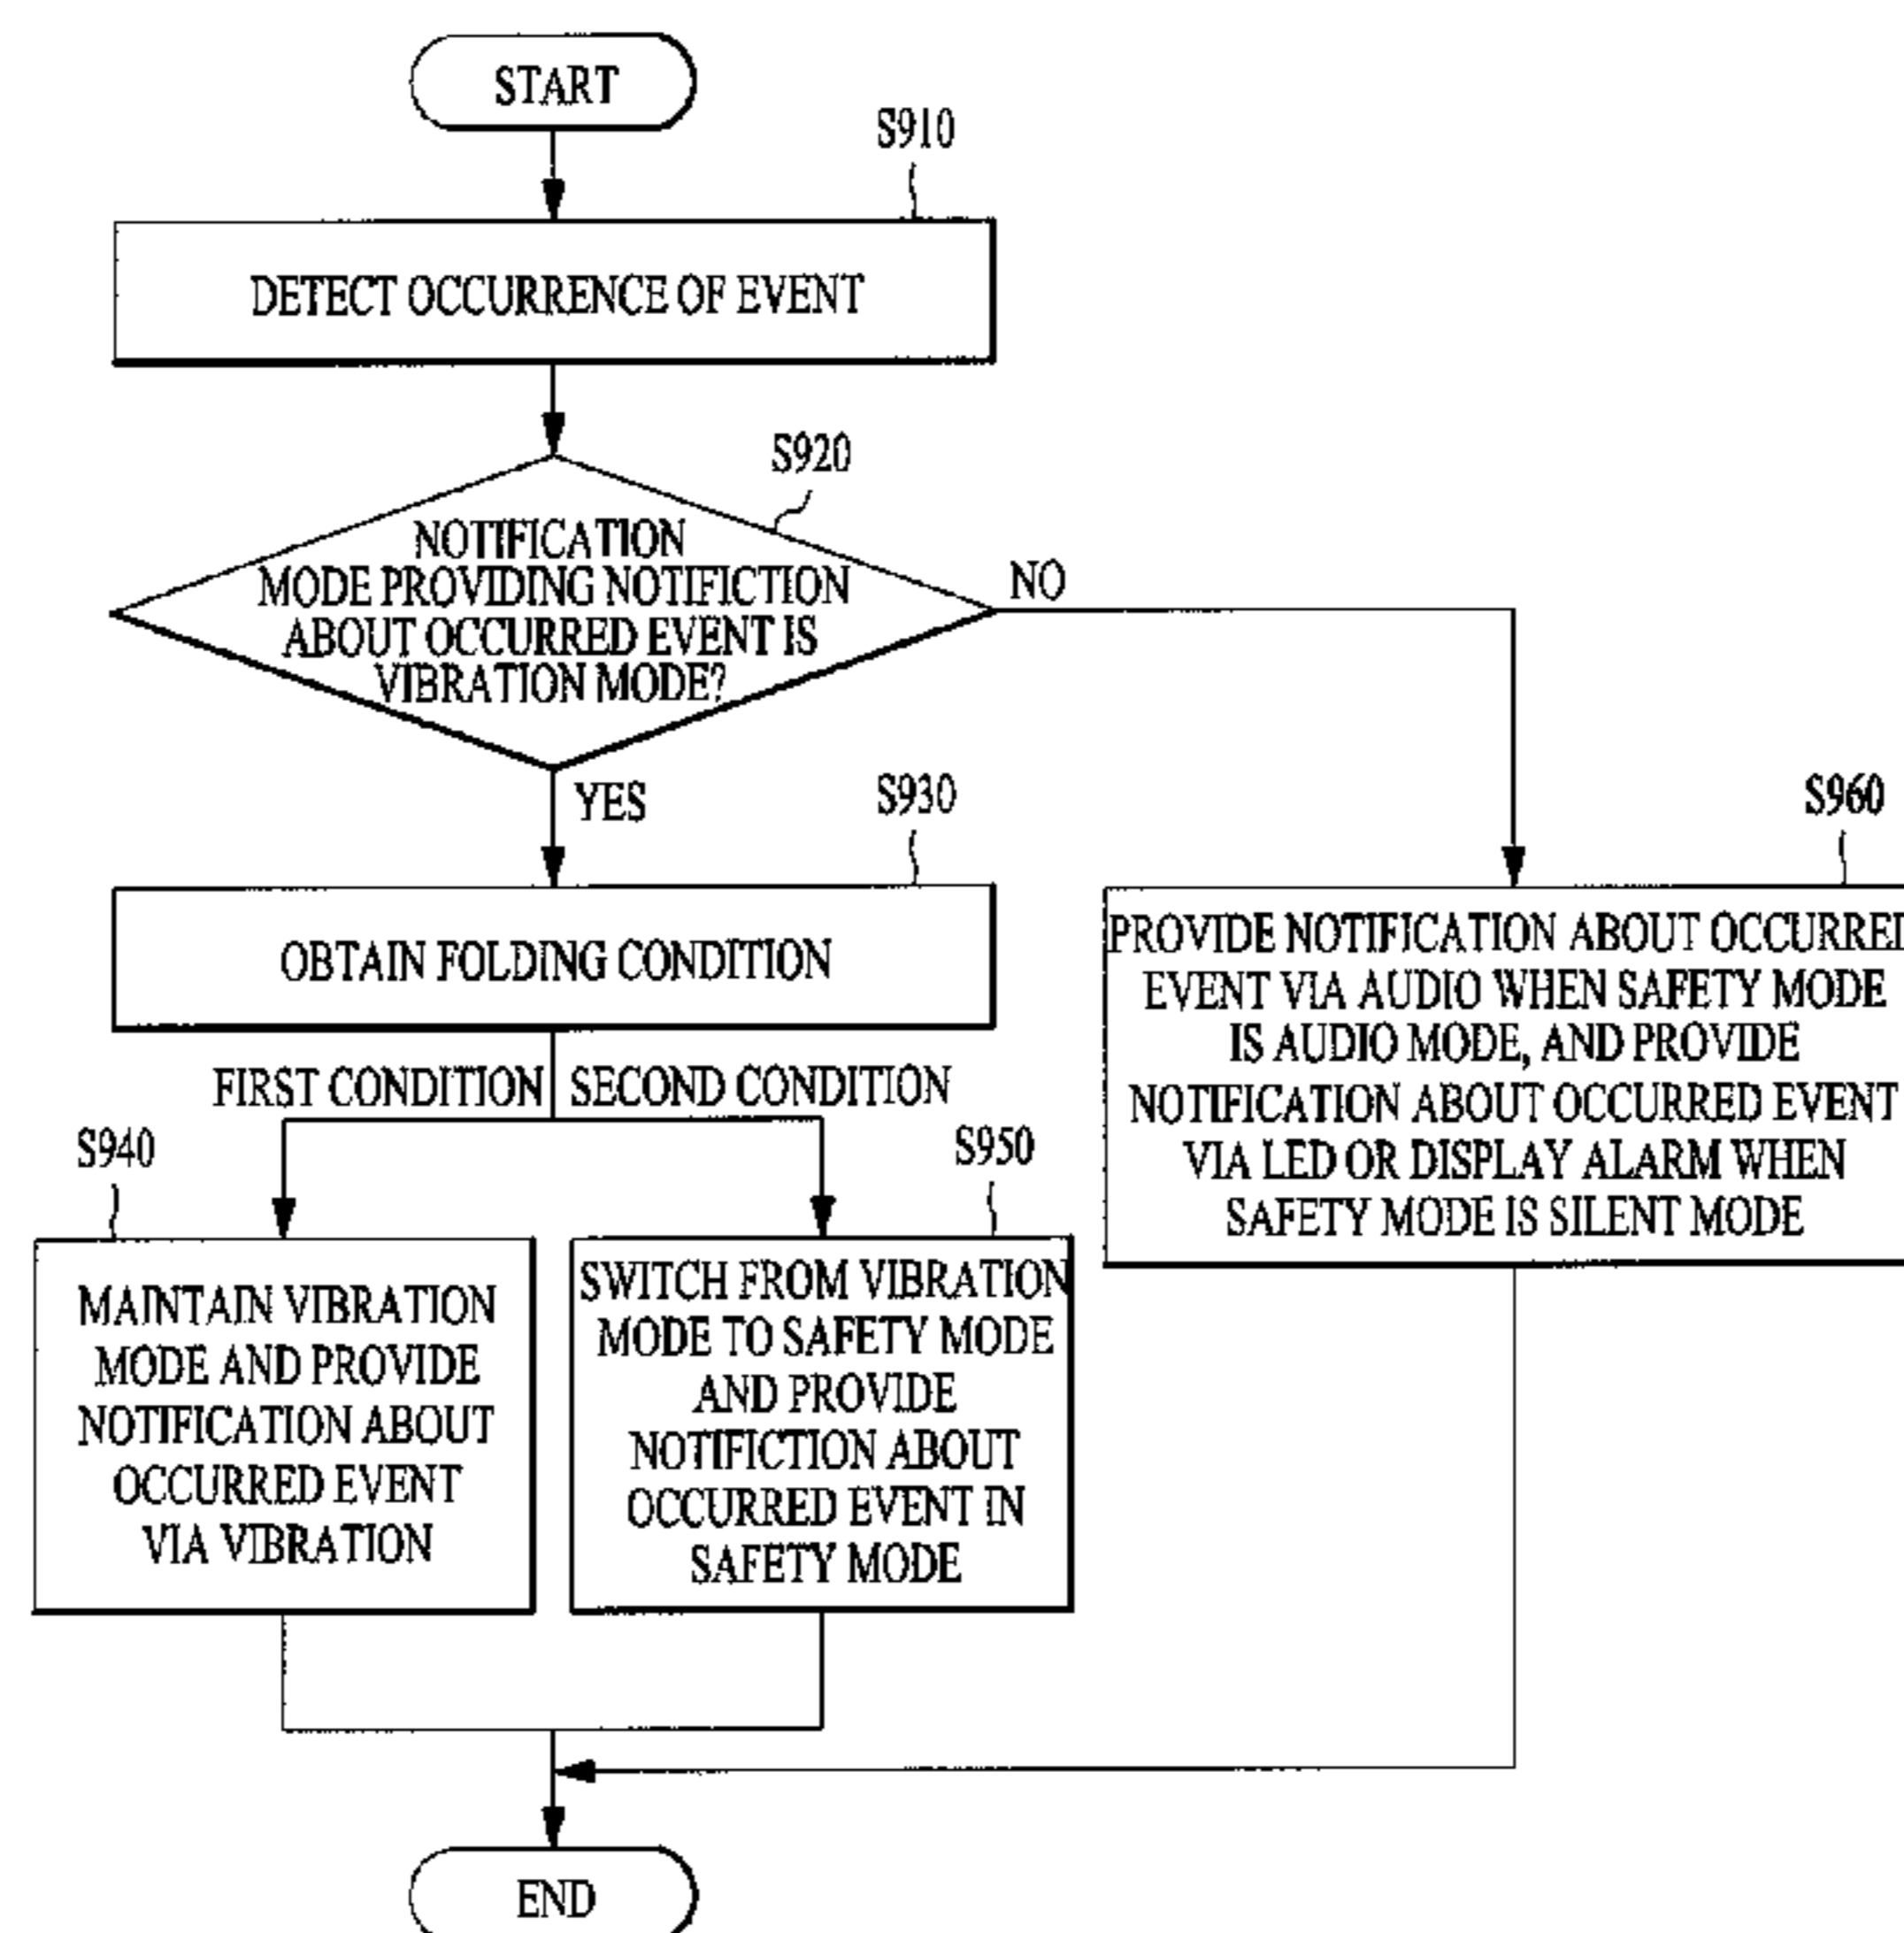 START
S910
DETECT OCCURRENCE OF EVENT
S920
NOTIFICATION
MODE PROVIDING NOTIFICTION
ABOUT OCCURRED EVENT IS
VIBRATION MODE?
NO
YES
S930
OBTAIN FOLDING CONDITION
S960
PROVIDE NOTIFICATION ABOUT OCCURRED
EVENT VIA AUDIO WHEN SAFETY MODE
IS AUDIO MODE, AND PROVIDE
NOTIFICATION ABOUT OCCURRED EVENT
VIA LED OR DISPLAY ALARM WHEN
SAFETY MODE IS SILENT MODE
FIRST CONDITION
SECOND CONDITION
S940
MAINTAIN VIBRATION
MODE AND PROVIDE
NOTIFICATION ABOUT
OCCURRED EVENT
VIA VIBRATION
S950
SWITCH FROM VIBRATION
MODE TO SAFETY MODE
AND PROVIDE
NOTIFICTION ABOUT
OCCURRED EVENT IN
SAFETY MODE
END